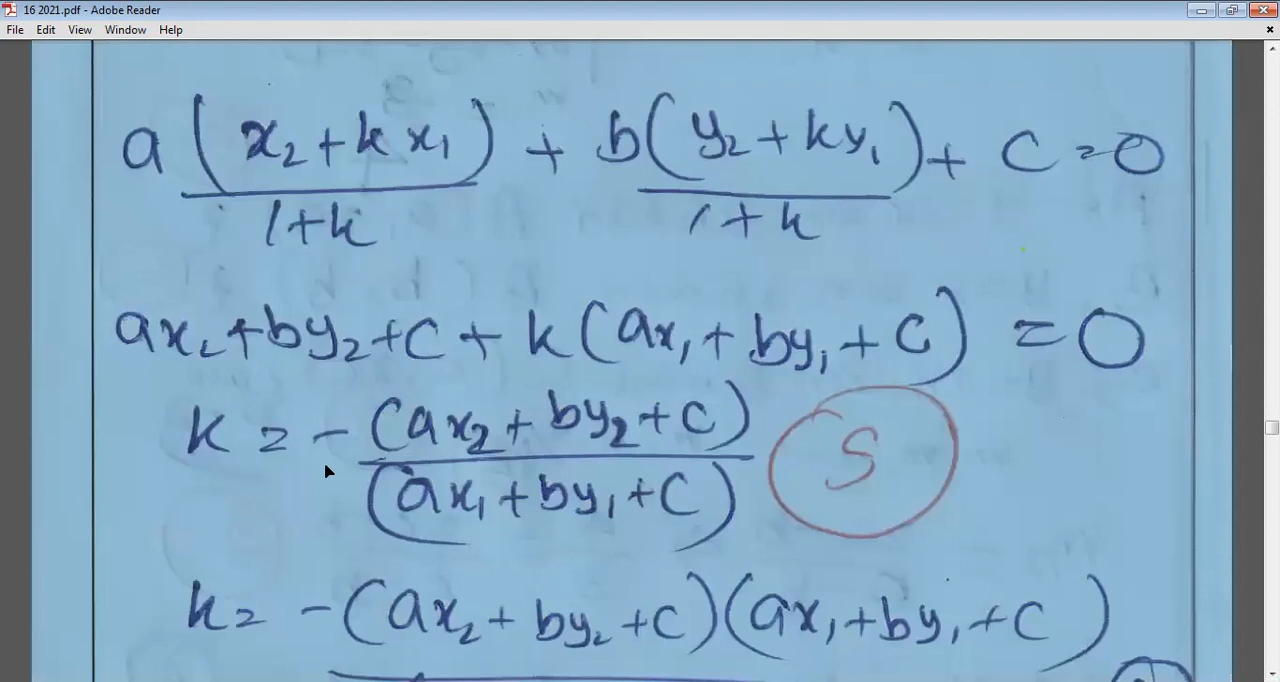 16 2021.pdf - Adobe Reader
File Edit View Window Help
a(x₂+kx₁)/(1+k) + b(y₂+ky₁)/(1+k) + c=0
ax₂+by₂+c+k(ax₁+by₁+c)=0
k=-(ax₂+by₂+c)/(ax₁+by₁+c) S
k=-(ax₂+by₂+c)(ax₁+by₁+c)